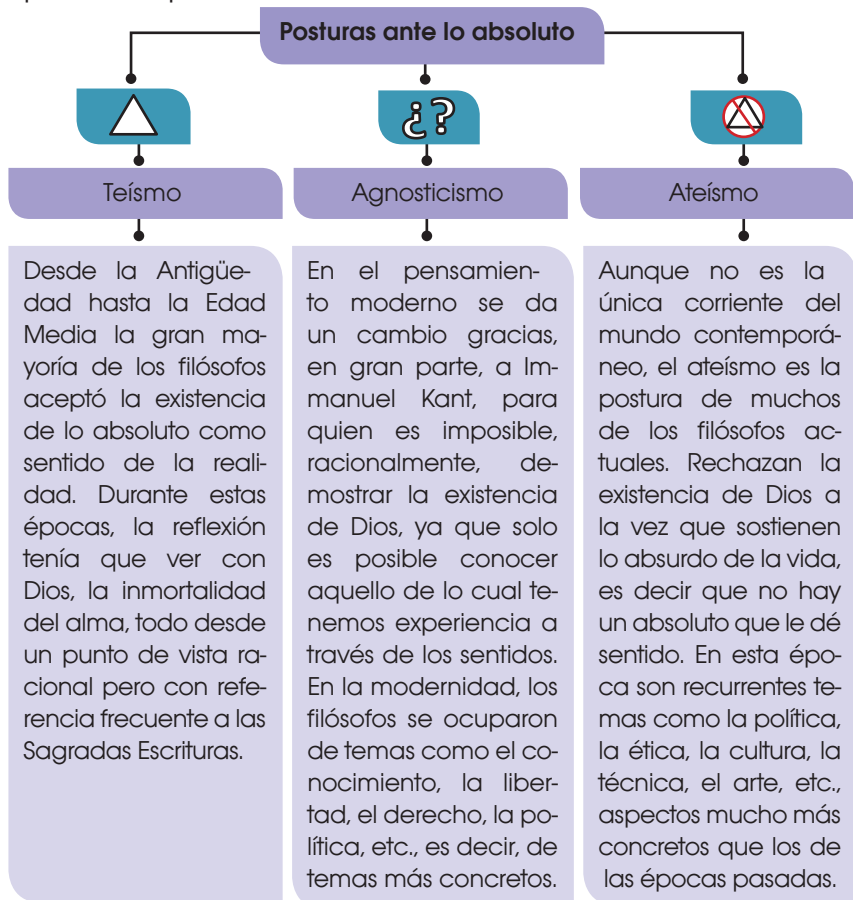 Posturas ante lo absoluto
¿?
Teísmo
Desde la Antigüe-
dad hasta la Edad
Media la gran ma-
yoría de los filósofos
aceptó la existencia
de lo absoluto como
sentido de la reali-
dad. Durante estas
épocas, la reflexión
tenía que ver con
Dios, la inmortalidad
del alma, todo desde
un punto de vista ra-
cional pero con refe-
rencia frecuente a las
Sagradas Escrituras.
Agnosticismo
En el pensamien-
to moderno se da
un cambio gracias,
en gran parte, a Im-
manuel Kant, para
quien es imposible,
racionalmente, de-
mostrar la existencia
de Dios, ya que solo
es posible conocer
aquello de lo cual te-
nemos experiencia a
través de los sentidos.
En la modernidad, los
filósofos se ocuparon
de temas como el co-
nocimiento, la liber-
tad, el derecho, la po-
lítica, etc., es decir, de
temas más concretos.
Ateísmo
Aunque no es la
única corriente del
mundo contemporá-
neo, el ateísmo es la
postura de muchos
de los filósofos ac-
tuales. Rechazan la
existencia de Dios a
la vez que sostienen
lo absurdo de la vida,
es decir que no hay
un absoluto que le dé
sentido. En esta épo-
ca son recurrentes te-
mas como la política,
la ética, la cultura, la
técnica, el arte, etc.,
aspectos mucho más
concretos que los de
las épocas pasadas.